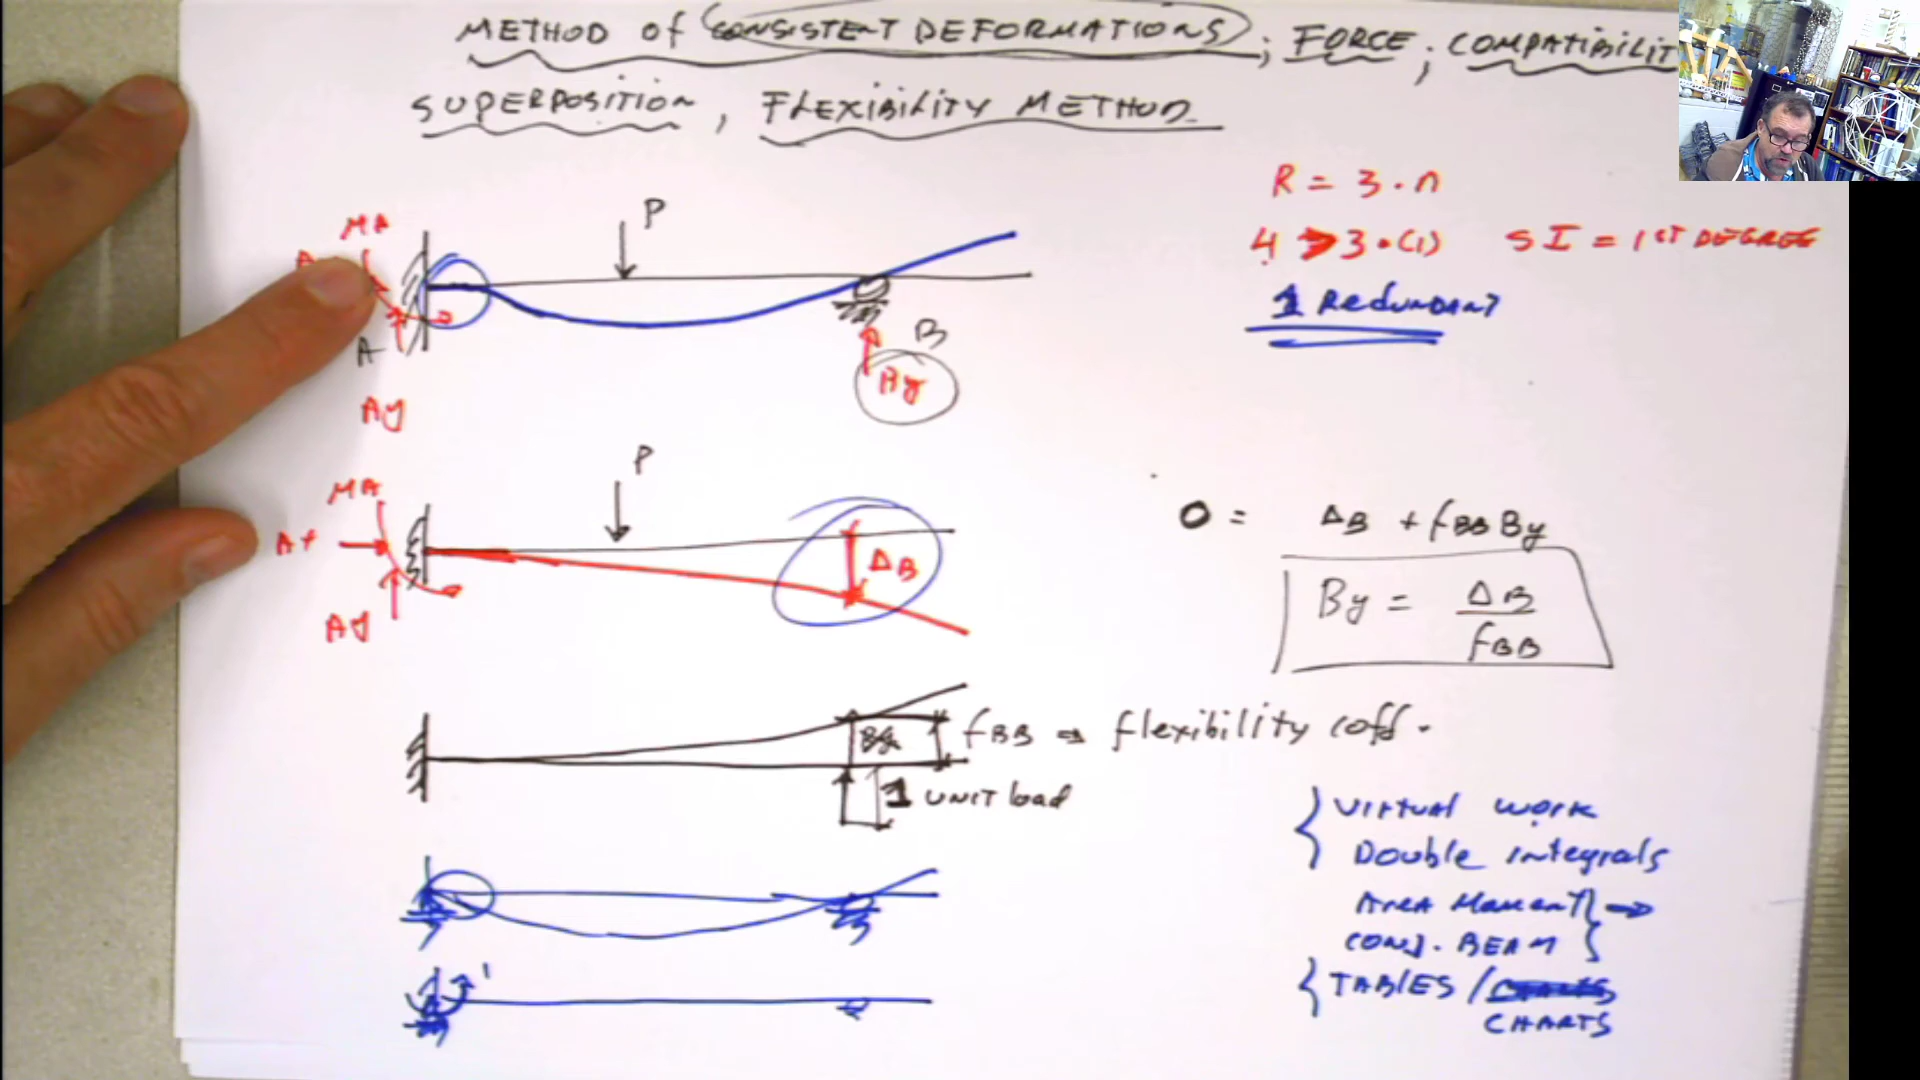 METHOD of CONSISTENT DEFORMATIONS; FORCE; COMPATIBILIT
SUPERPOSITION, FLEXIBILITY METHOD
R = 3·n
4 > 3·(1) SI = 1ST DEGREE
1 Redundant
MA
P
A
B
By
Ay
P
MA
Ay
ΔB
0 = ΔB + fBB By
By = ΔB / fBB
fBB → flexibility coff.
1 UNIT load
Virtual work
Double integrals
Area Moment →
conj. BEAM
TABLES /
CHARTS
1